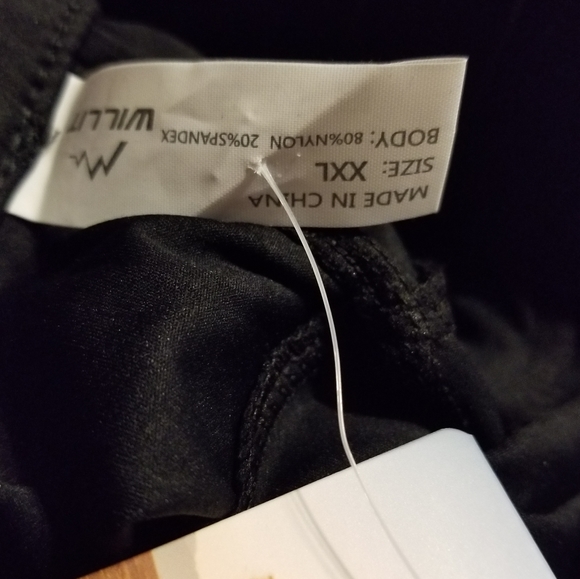 MADE IN CHINA
SIZE: XXL
BODY: 80%NYLON 20%SPANDEX
WILLIT